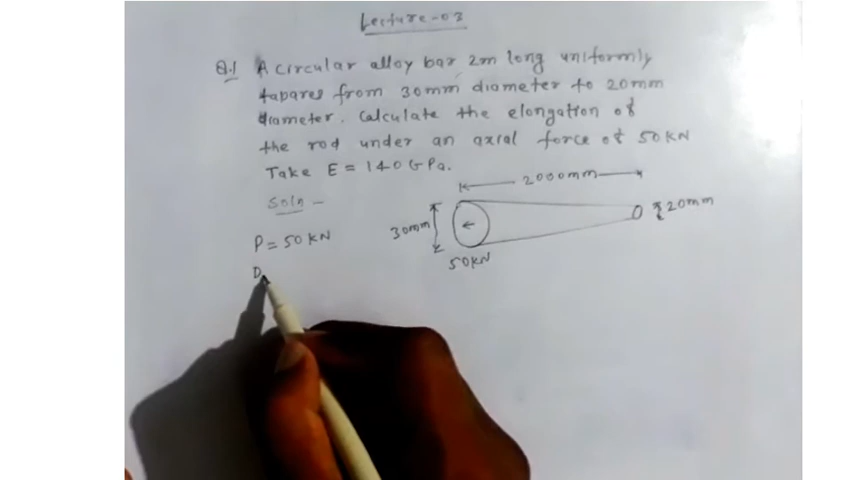 Lecture-03
Q.1 A circular alloy bar 2m long uniformly
tapares from 30mm diameter to 20mm
diameter. Calculate the elongation of
the rod under an axial force of 50KN
Take E = 140 GPa.
2000mm
Soln -
20mm
30mm
P = 50 KN
50KN
D